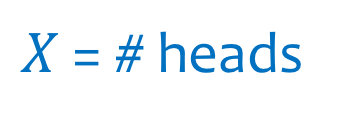 X = # heads